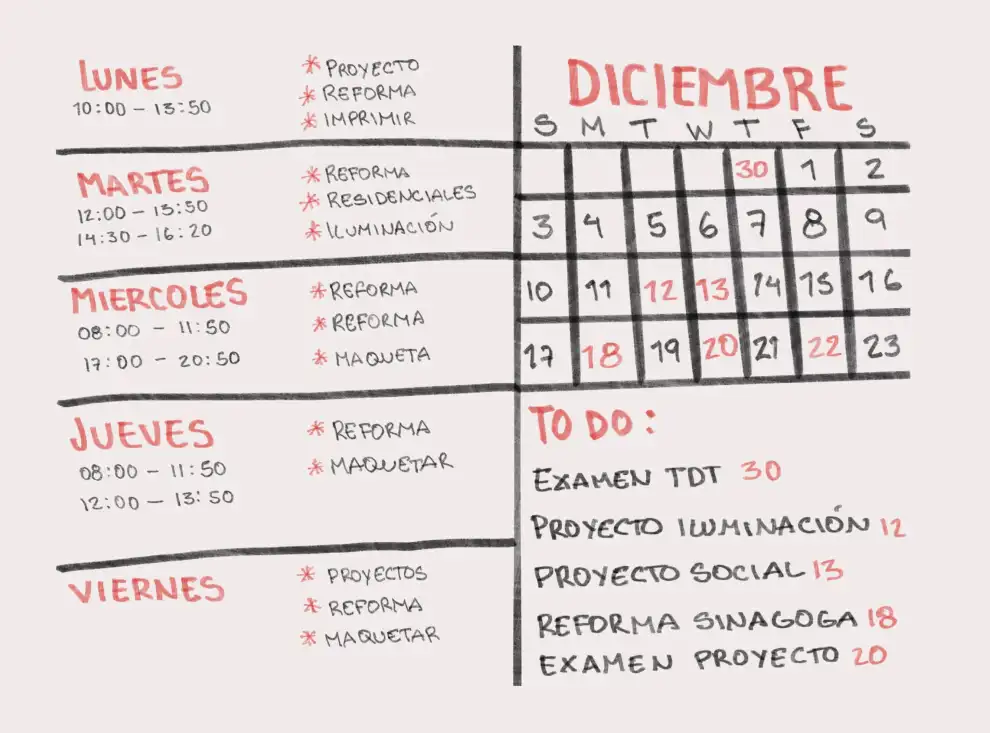 LUNES
10:00 - 13:50
* PROYECTO
* REFORMA
* IMPRIMIR
MARTES
12:00 - 13:50
14:30 - 16:20
* REFORMA
* RESIDENCIALES
* ILUMINACIÓN
MIERCOLES
08:00 - 11:50
17:00 - 20:50
* REFORMA
* REFORMA
* MAQUETA
JUEVES
08:00 - 11:50
12:00 - 13:50
* REFORMA
* MAQUETAR
VIERNES
* PROYECTOS
* REFORMA
* MAQUETAR
DICIEMBRE
S M T W T F S
30 1 2
3 4 5 6 7 8 9
10 11 12 13 14 15 16
17 18 19 20 21 22 23
TO DO:
EXAMEN TDT 30
PROYECTO ILUMINACIÓN 12
PROYECTO SOCIAL 13
REFORMA SINAGOGA 18
EXAMEN PROYECTO 20